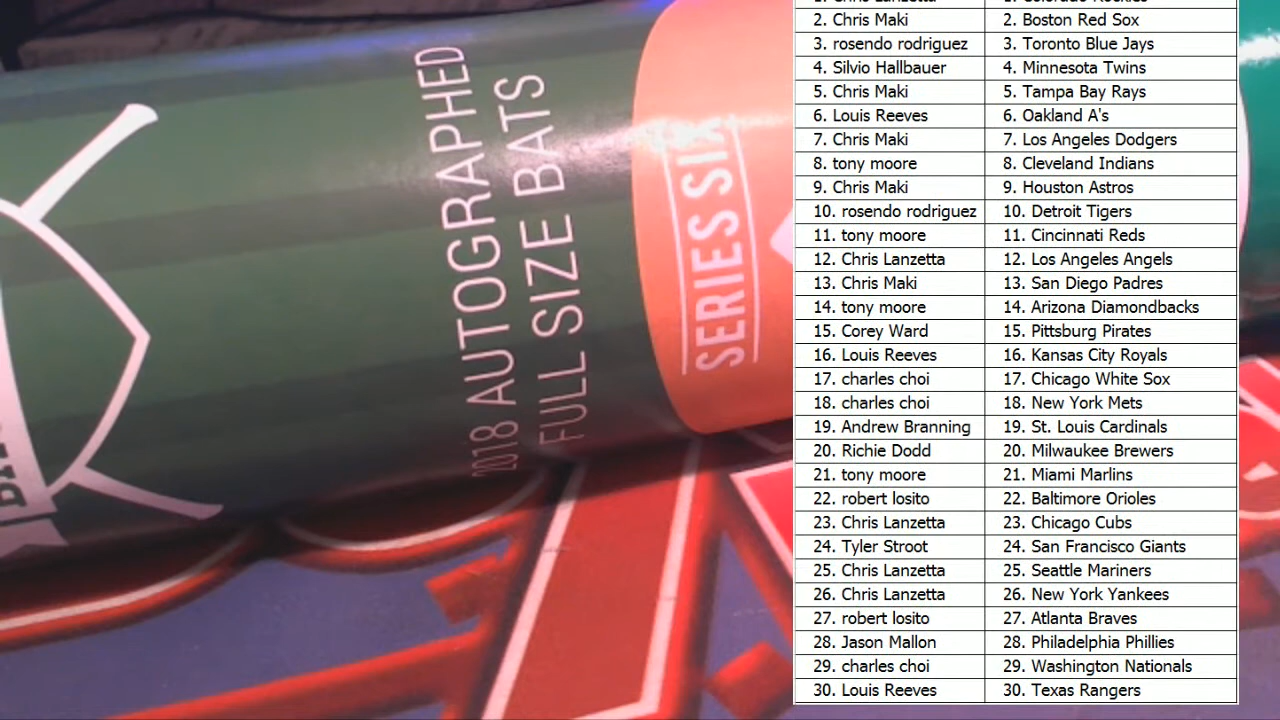 2018 AUTOGRAPHED
FULL SIZE BATS
SERIES SIX
1. Chris Lanzetta 1. Colorado Rockies
2. Chris Maki 2. Boston Red Sox
3. rosendo rodriguez 3. Toronto Blue Jays
4. Silvio Hallbauer 4. Minnesota Twins
5. Chris Maki 5. Tampa Bay Rays
6. Louis Reeves 6. Oakland A's
7. Chris Maki 7. Los Angeles Dodgers
8. tony moore 8. Cleveland Indians
9. Chris Maki 9. Houston Astros
10. rosendo rodriguez 10. Detroit Tigers
11. tony moore 11. Cincinnati Reds
12. Chris Lanzetta 12. Los Angeles Angels
13. Chris Maki 13. San Diego Padres
14. tony moore 14. Arizona Diamondbacks
15. Corey Ward 15. Pittsburg Pirates
16. Louis Reeves 16. Kansas City Royals
17. charles choi 17. Chicago White Sox
18. charles choi 18. New York Mets
19. Andrew Branning 19. St. Louis Cardinals
20. Richie Dodd 20. Milwaukee Brewers
21. tony moore 21. Miami Marlins
22. robert losito 22. Baltimore Orioles
23. Chris Lanzetta 23. Chicago Cubs
24. Tyler Stroot 24. San Francisco Giants
25. Chris Lanzetta 25. Seattle Mariners
26. Chris Lanzetta 26. New York Yankees
27. robert losito 27. Atlanta Braves
28. Jason Mallon 28. Philadelphia Phillies
29. charles choi 29. Washington Nationals
30. Louis Reeves 30. Texas Rangers